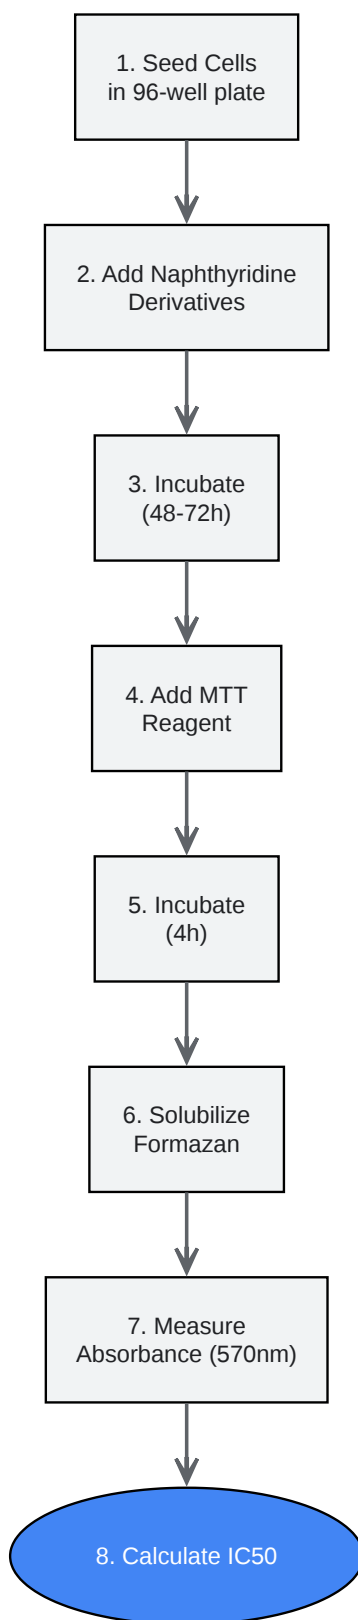 1. Seed Cells
in 96-well plate
2. Add Naphthyridine
Derivatives
3. Incubate
(48-72h)
4. Add MTT
Reagent
5. Incubate
(4h)
6. Solubilize
Formazan
7. Measure
Absorbance (570nm)
8. Calculate IC50